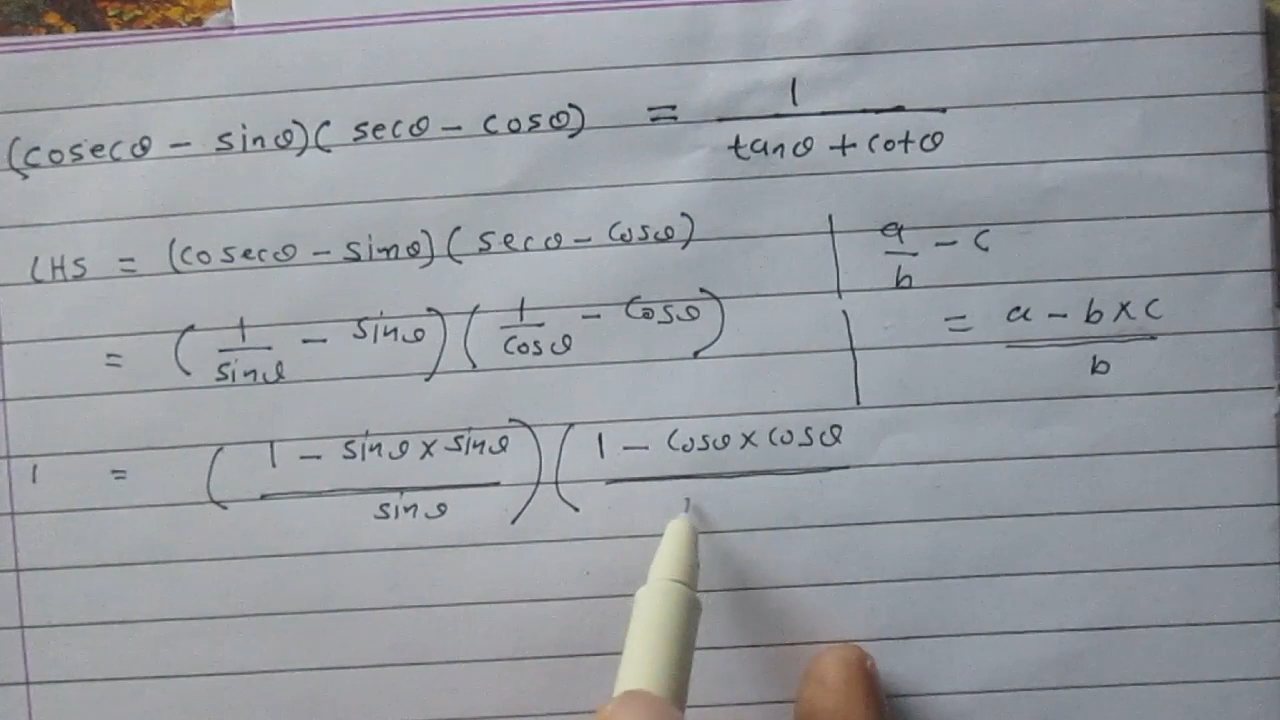 (cosecθ - sinθ)(secθ - cosθ) = 1 / tanθ + cotθ
LHS = (cosecθ - sinθ)(secθ - cosθ)
= (1/sinθ - sinθ)(1/cosθ - cosθ)
1 = (1 - sinθ × sinθ / sinθ)(1 - cosθ × cosθ /
a/b - c
= a - b × c / b